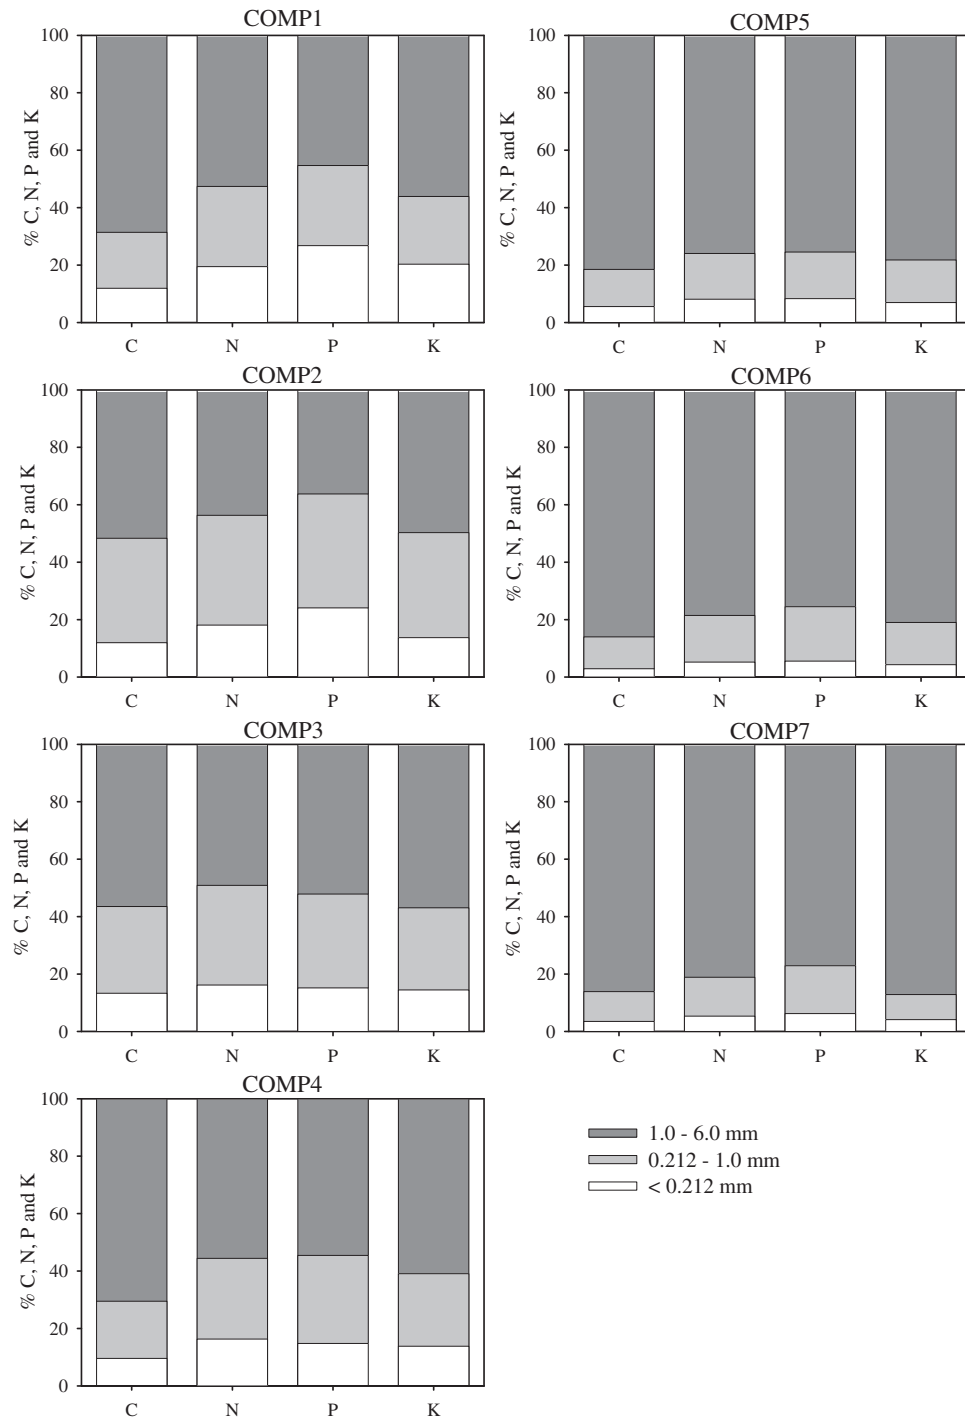 COMP1
100
80
60
40
20
0
% C, N, P and K
C N P K
COMP5
100
80
60
40
20
0
% C, N, P and K
C N P K
COMP2
100
80
60
40
20
0
% C, N, P and K
C N P K
COMP6
100
80
60
40
20
0
% C, N, P and K
C N P K
COMP3
100
80
60
40
20
0
% C, N, P and K
C N P K
COMP7
100
80
60
40
20
0
% C, N, P and K
C N P K
COMP4
100
80
60
40
20
0
% C, N, P and K
C N P K
1.0 - 6.0 mm
0.212 - 1.0 mm
< 0.212 mm